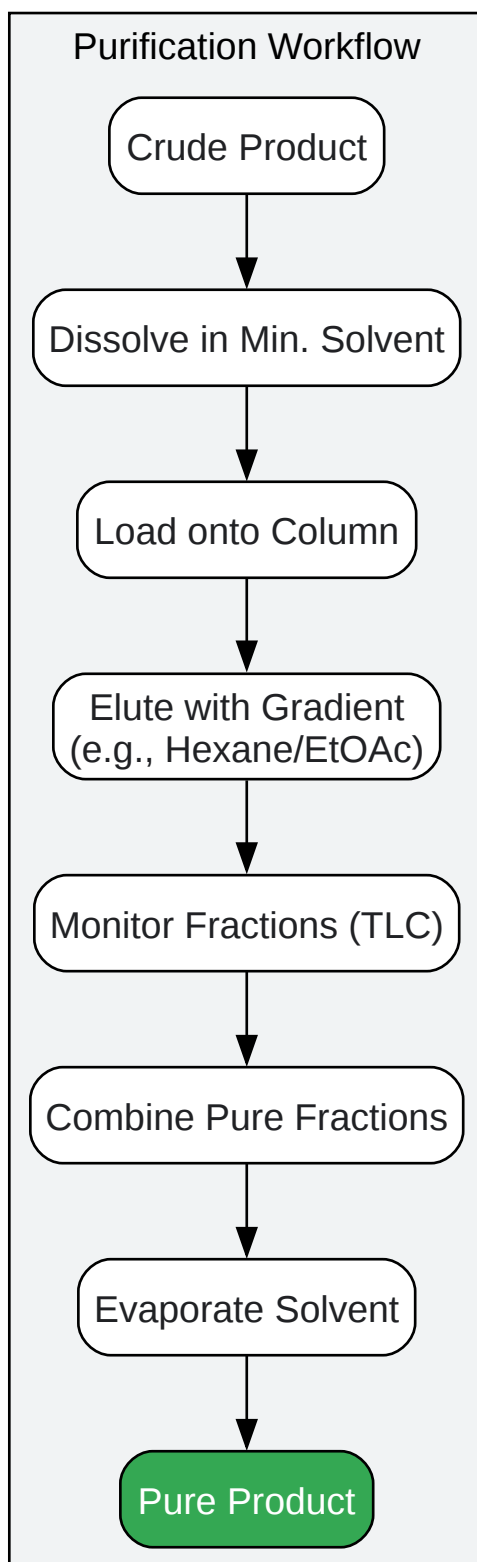 Purification Workflow
Crude Product
Dissolve in Min. Solvent
Load onto Column
Elute with Gradient
(e.g., Hexane/EtOAc)
Monitor Fractions (TLC)
Combine Pure Fractions
Evaporate Solvent
Pure Product